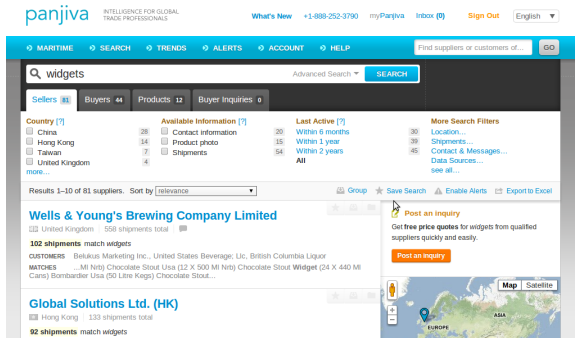 panjiva INTELLIGENCE FOR GLOBAL TRADE PROFESSIONALS
What's New +1-888-252-3790 myPanjiva Inbox (0) Sign Out English
MARITIME SEARCH TRENDS ALERTS ACCOUNT HELP Find suppliers or customers of... GO
widgets Advanced Search SEARCH
Sellers 81 Buyers 44 Products 12 Buyer Inquiries 0
Country [?] Available Information [?] Last Active [?] More Search Filters
China 28 Contact information 20 Within 6 months 30 Location...
Hong Kong 14 Product photo 15 Within 1 year 39 Shipments...
Taiwan 7 Shipments 54 Within 2 years 45 Contact & Messages...
United Kingdom 4 All Data Sources...
more... see all...
Results 1–10 of 81 suppliers. Sort by relevance Group Save Search Enable Alerts Export to Excel
Wells & Young's Brewing Company Limited
United Kingdom 558 shipments total
102 shipments match widgets
CUSTOMERS Belukus Marketing Inc., United States Beverage; Llc, British Columbia Liquor
MATCHES ...Ml Nrb) Chocolate Stout Usa (12 X 500 Ml Nrb) Chocolate Stout Widget (24 X 440 Ml
Cans) Bombardier Usa (50 Litre Kegs) Chocolate Stout...
Global Solutions Ltd. (HK)
Hong Kong 133 shipments total
92 shipments match widgets
Post an inquiry
Get free price quotes for widgets from qualified
suppliers quickly and easily.
Post an Inquiry
Map Satellite
ASIA
EUROPE